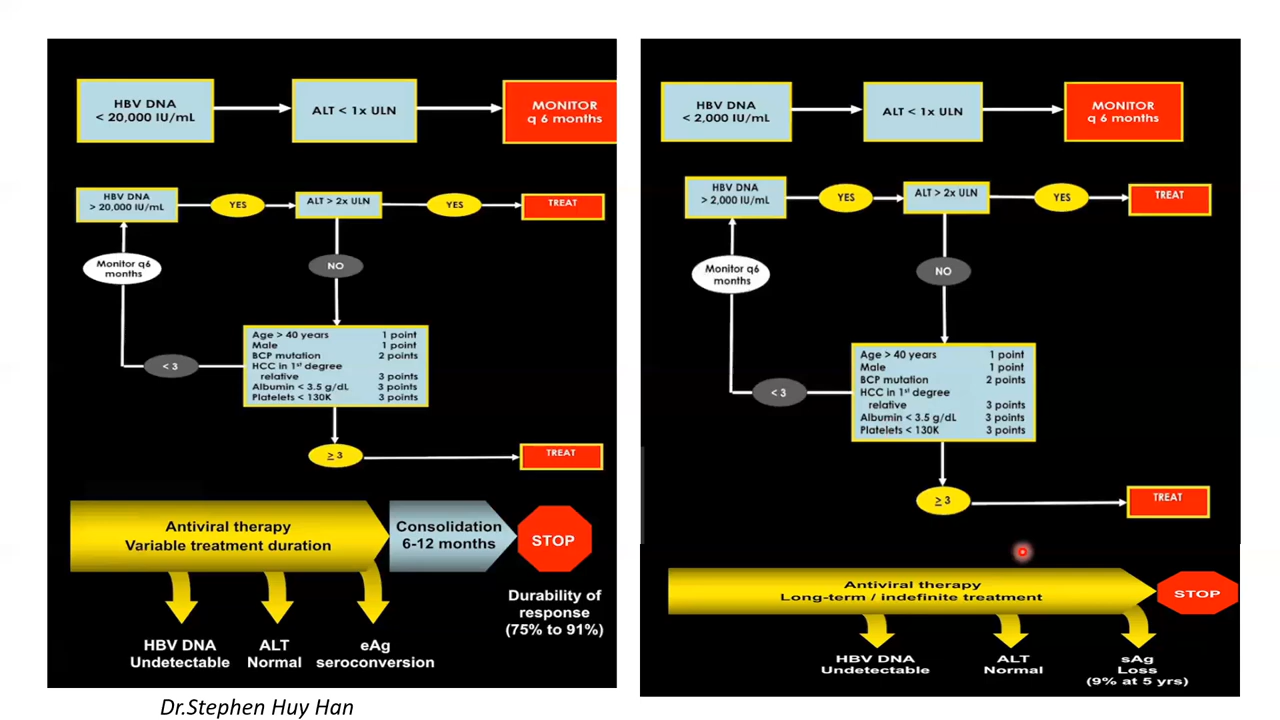 HBV DNA
< 20,000 IU/mL
ALT < 1x ULN
MONITOR
q 6 months
HBV DNA
> 20,000 IU/mL
YES
ALT > 2x ULN
YES
TREAT
Monitor q6
months
NO
Age > 40 years 1 point
Male 1 point
BCP mutation 2 points
HCC in 1st degree
relative 3 points
Albumin < 3.5 g/dL 3 points
Platelets < 130K 3 points
< 3
≥ 3
TREAT
Antiviral therapy
Variable treatment duration
Consolidation
6-12 months
STOP
HBV DNA
Undetectable
ALT
Normal
eAg
seroconversion
Durability of
response
(75% to 91%)
Dr.Stephen Huy Han
HBV DNA
< 2,000 IU/mL
ALT < 1x ULN
MONITOR
q 6 months
HBV DNA
> 2,000 IU/mL
YES
ALT > 2x ULN
YES
TREAT
Monitor q6
months
NO
Age > 40 years 1 point
Male 1 point
BCP mutation 2 points
HCC in 1st degree
relative 3 points
Albumin < 3.5 g/dL 3 points
Platelets < 130K 3 points
< 3
≥ 3
TREAT
Antiviral therapy
Long-term / indefinite treatment
STOP
HBV DNA
Undetectable
ALT
Normal
sAg
Loss
(9% at 5 yrs)